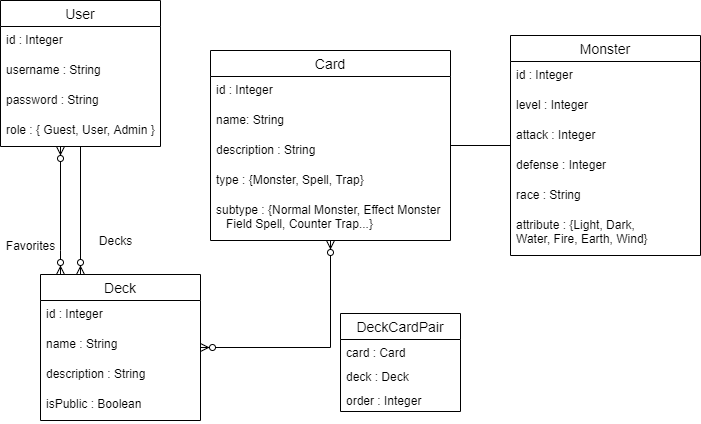 User
id : Integer
username : String
password : String
role : { Guest, User, Admin }
Card
id : Integer
name: String
description : String
type : {Monster, Spell, Trap}
subtype : {Normal Monster, Effect Monster
Field Spell, Counter Trap...}
Monster
id : Integer
level : Integer
attack : Integer
defense : Integer
race : String
attribute : {Light, Dark,
Water, Fire, Earth, Wind}
Favorites
Decks
Deck
id : Integer
name : String
description : String
isPublic : Boolean
DeckCardPair
card : Card
deck : Deck
order : Integer